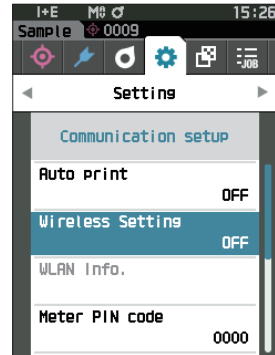 I+E M0 15:26
Sample 0009
JOB
Setting
Communication setup
Auto print
OFF
Wireless Setting
OFF
WLAN Info.
Meter PIN code
0000